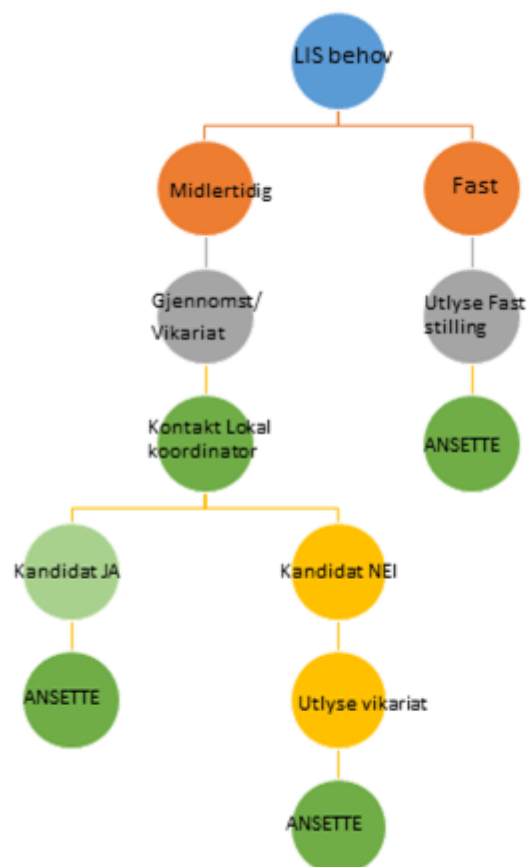 LIS behov
Midlertidig
Fast
Gjennomst/
Vikariat
Utlyse Fast
stilling
Kontakt Lokal
koordinator
ANSETTE
Kandidat JA
Kandidat NEI
ANSETTE
Utlyse vikariat
ANSETTE